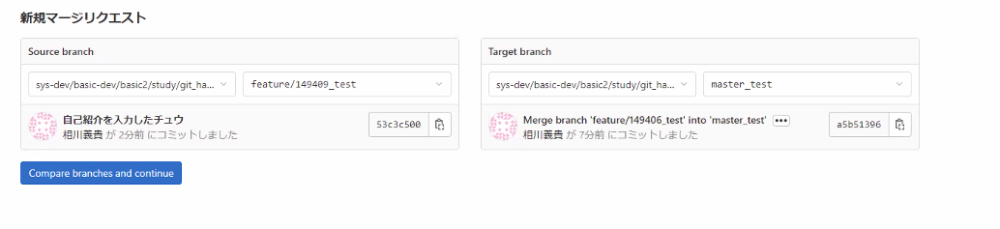 新規マージリクエスト
Source branch
sys-dev/basic-dev/basic2/study/git_ha...
feature/149409_test
自己紹介を入力したチュウ
相川義貴 が 2分前 にコミットしました
53c3c500
Target branch
sys-dev/basic-dev/basic2/study/git_ha...
master_test
Merge branch 'feature/149406_test' into 'master_test' •••
相川義貴 が 7分前 にコミットしました
a5b51396
Compare branches and continue